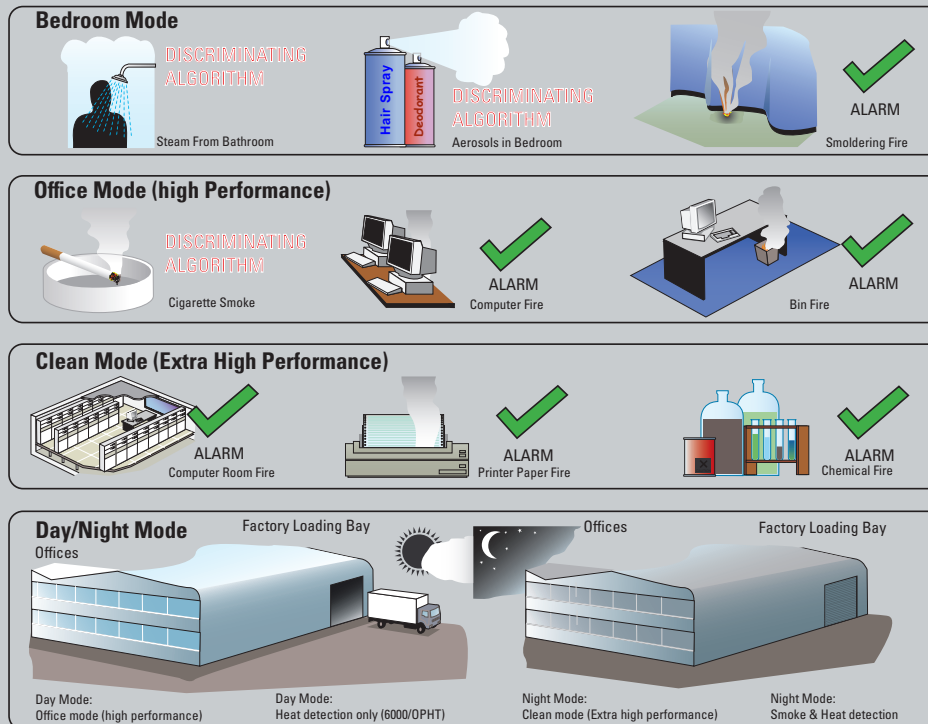 Bedroom Mode
DISCRIMINATING
ALGORITHM
Steam From Bathroom
Hair Spray
Deodorant
DISCRIMINATING
ALGORITHM
Aerosols in Bedroom
ALARM
Smoldering Fire
Office Mode (high Performance)
DISCRIMINATING
ALGORITHM
Cigarette Smoke
ALARM
Computer Fire
ALARM
Bin Fire
Clean Mode (Extra High Performance)
ALARM
Computer Room Fire
ALARM
Printer Paper Fire
ALARM
Chemical Fire
Day/Night Mode
Offices
Factory Loading Bay
Offices
Factory Loading Bay
Day Mode:
Office mode (high performance)
Day Mode:
Heat detection only (6000/OPHT)
Night Mode:
Clean mode (Extra high performance)
Night Mode:
Smoke & Heat detection